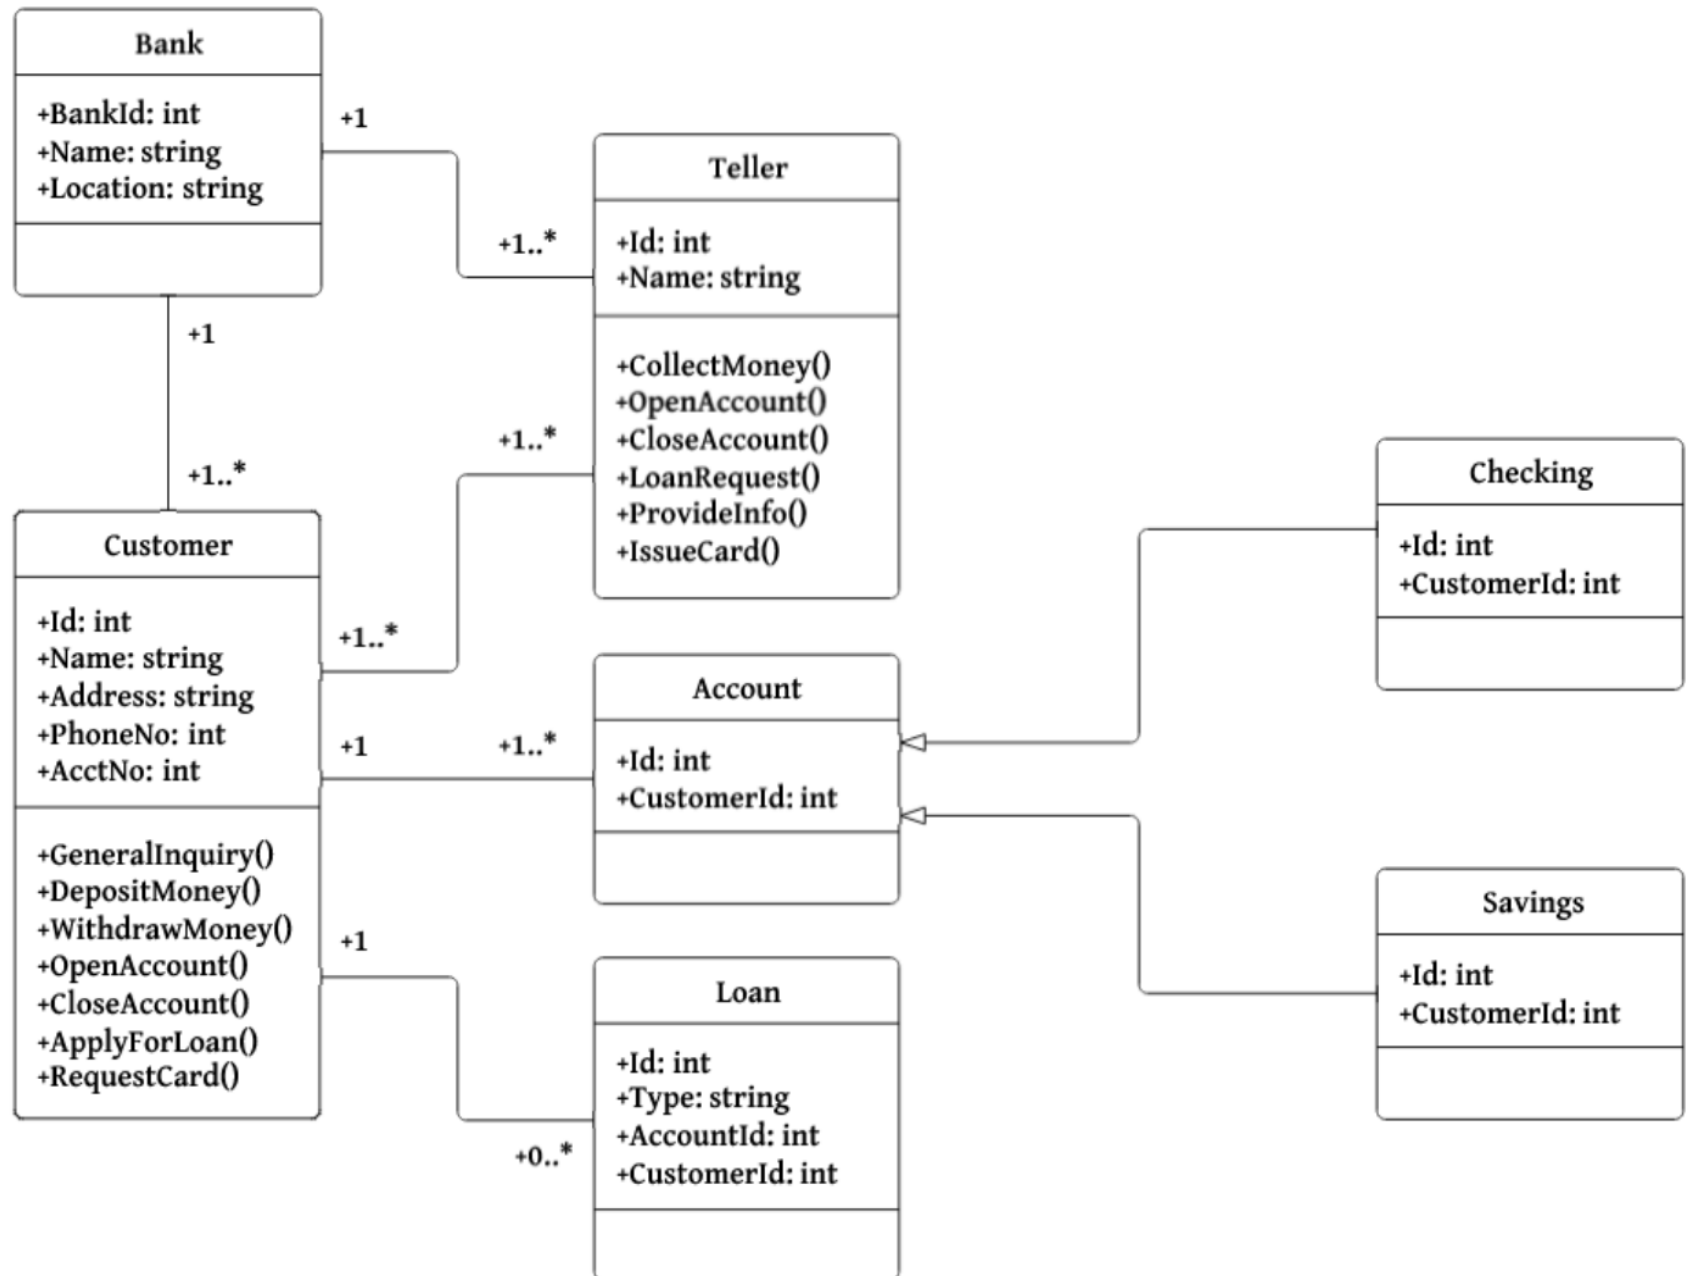 Bank
+BankId: int
+Name: string
+Location: string
+1
+1..*
+1
+1..*
Teller
+Id: int
+Name: string
+CollectMoney()
+OpenAccount()
+CloseAccount()
+LoanRequest()
+ProvideInfo()
+IssueCard()
+1..*
+1..*
Customer
+Id: int
+Name: string
+Address: string
+PhoneNo: int
+AcctNo: int
+GeneralInquiry()
+DepositMoney()
+WithdrawMoney()
+OpenAccount()
+CloseAccount()
+ApplyForLoan()
+RequestCard()
+1
+1..*
Account
+Id: int
+CustomerId: int
+1
+0..*
Loan
+Id: int
+Type: string
+AccountId: int
+CustomerId: int
Checking
+Id: int
+CustomerId: int
Savings
+Id: int
+CustomerId: int